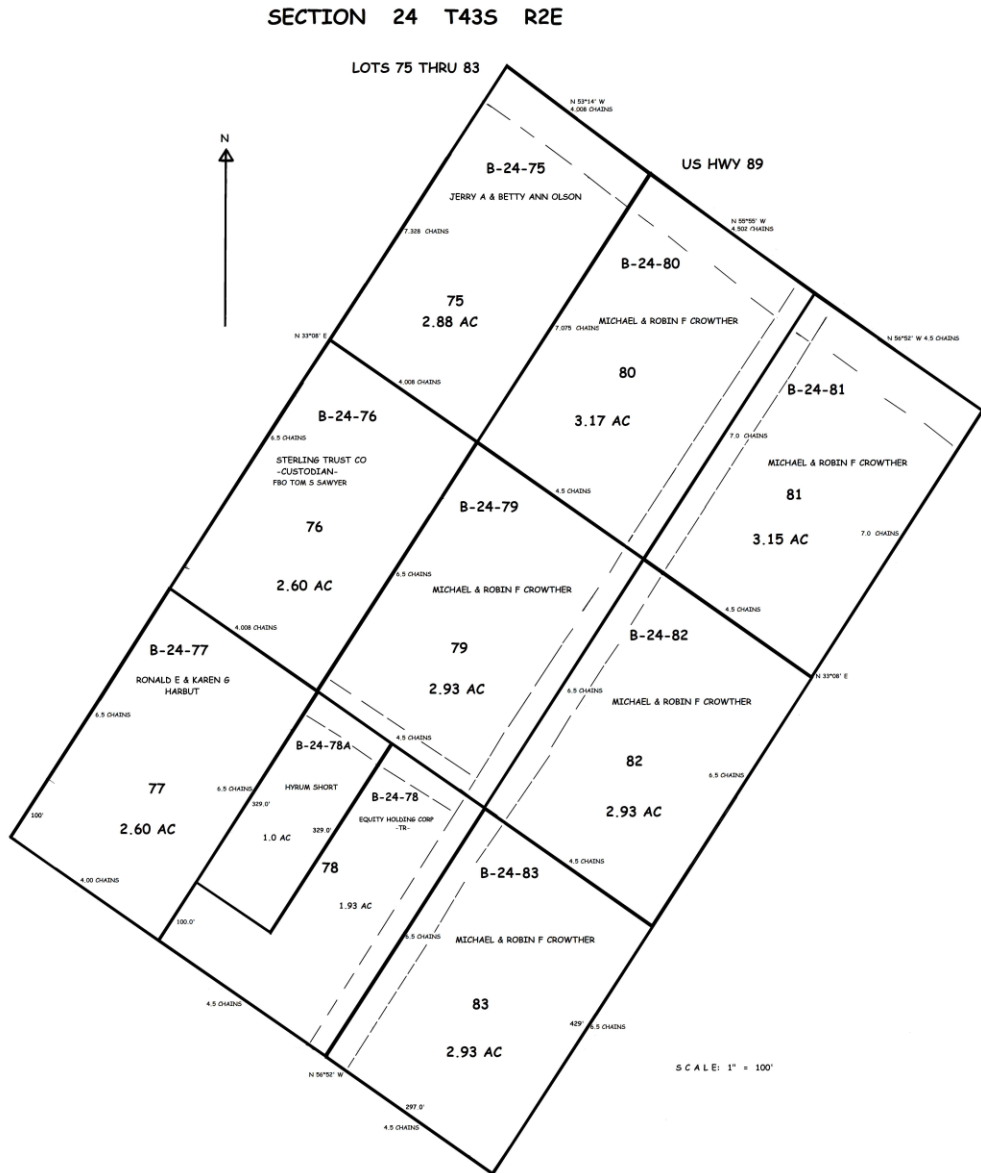 SECTION 24 T43S R2E
LOTS 75 THRU 83
N 53°14' W
4.008 CHAINS
N
US HWY 89
B-24-75
JERRY A & BETTY ANN OLSON
7.328 CHAINS
75
2.88 AC
N 55°55' W
4.502 CHAINS
B-24-80
MICHAEL & ROBIN F CROWTHER
7.075 CHAINS
80
3.17 AC
N 33°08' E
4.008 CHAINS
N 56°52' W 4.5 CHAINS
B-24-81
7.0 CHAINS
MICHAEL & ROBIN F CROWTHER
81
7.0 CHAINS
3.15 AC
B-24-76
6.5 CHAINS
STERLING TRUST CO
-CUSTODIAN-
FBO TOM S SAWYER
76
2.60 AC
4.008 CHAINS
4.5 CHAINS
B-24-79
6.5 CHAINS
MICHAEL & ROBIN F CROWTHER
79
2.93 AC
4.5 CHAINS
4.5 CHAINS
B-24-82
N 33°08' E
6.5 CHAINS
MICHAEL & ROBIN F CROWTHER
82
6.5 CHAINS
2.93 AC
4.5 CHAINS
B-24-77
RONALD E & KAREN G
HARBUT
6.5 CHAINS
77
6.5 CHAINS
100'
2.60 AC
4.00 CHAINS
B-24-78A
HYRUM SHORT
329.0'
329.0'
1.0 AC
100.0'
B-24-78
EQUITY HOLDING CORP
-TR-
78
1.93 AC
4.5 CHAINS
B-24-83
6.5 CHAINS
MICHAEL & ROBIN F CROWTHER
83
429'
6.5 CHAINS
2.93 AC
N 56°52' W
297.0'
4.5 CHAINS
SCALE: 1" = 100'